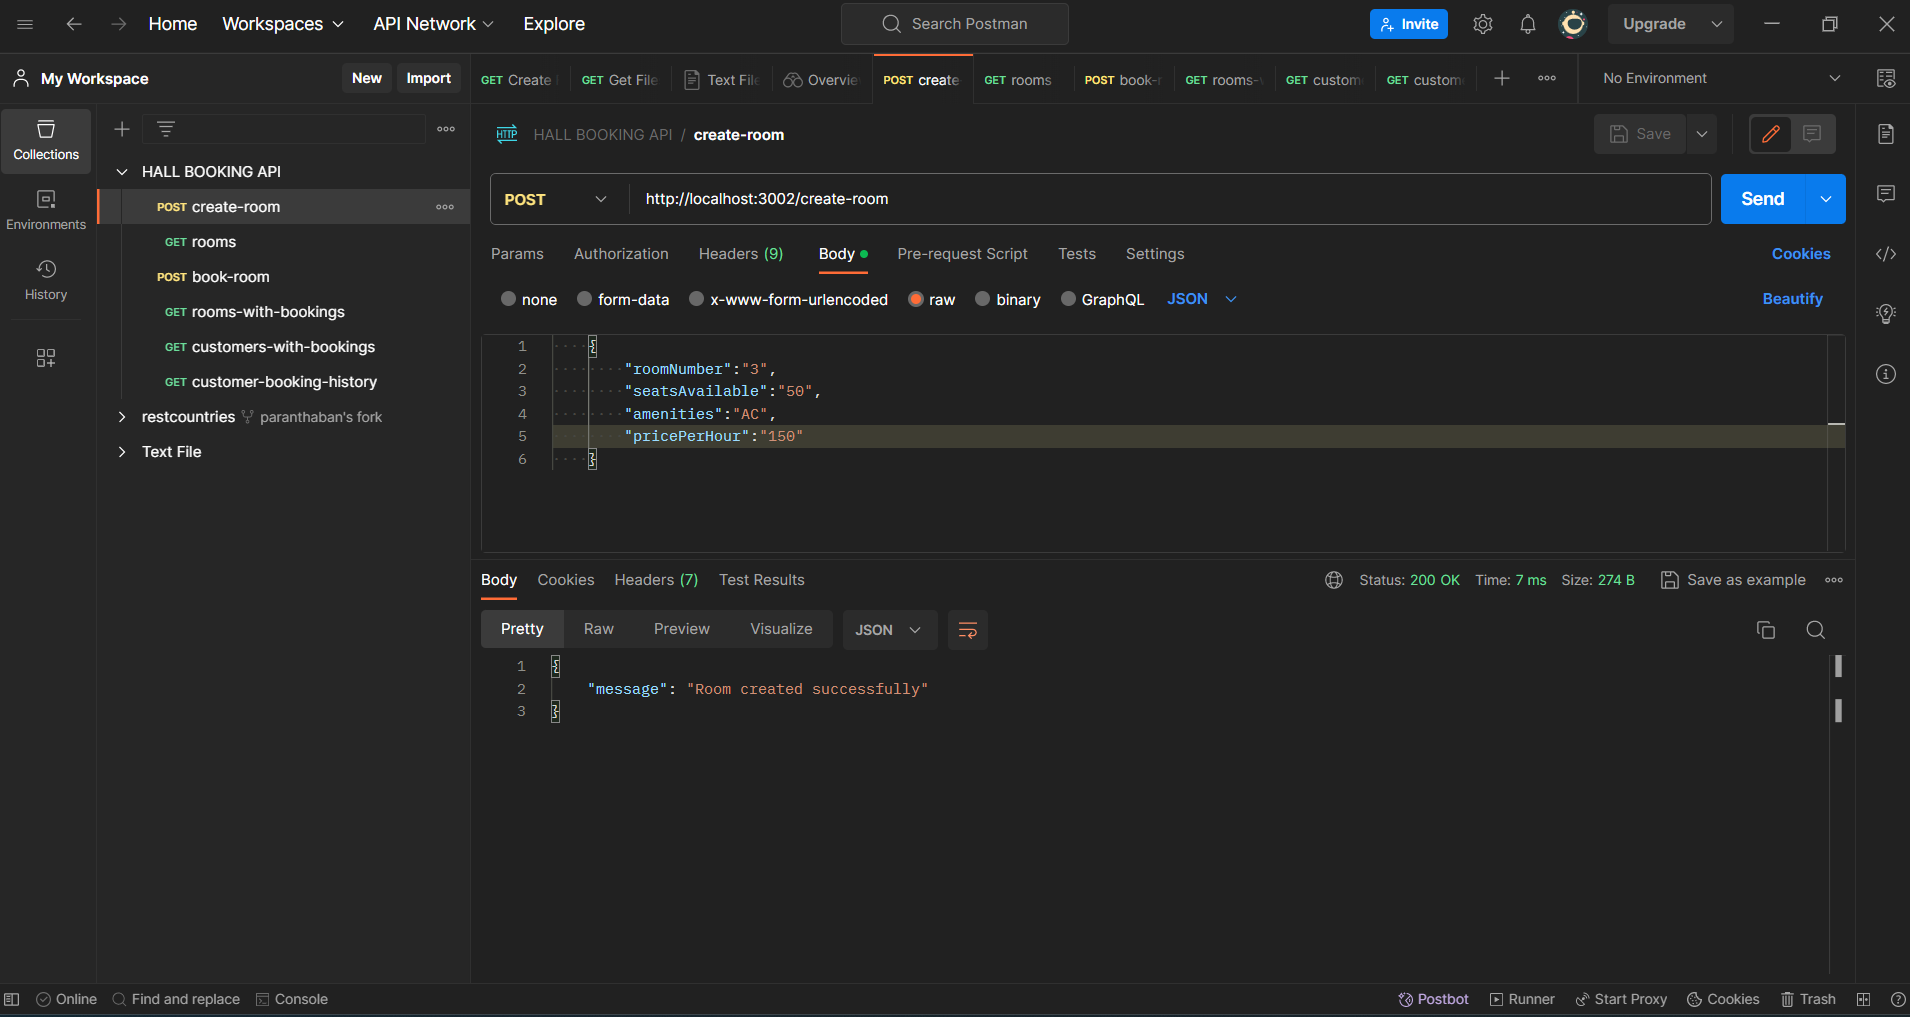 Home Workspaces API Network Explore Search Postman Invite Upgrade
My Workspace New Import GET Create GET Get File Text File Overvie POST create- GET rooms POST book-r GET rooms- GET custom GET custom No Environment
Collections
Environments
History
HALL BOOKING API
POST create-room
GET rooms
POST book-room
GET rooms-with-bookings
GET customers-with-bookings
GET customer-booking-history
restcountries paranthaban's fork
Text File
HTTP HALL BOOKING API / create-room Save
POST http://localhost:3002/create-room Send
Params Authorization Headers (9) Body Pre-request Script Tests Settings Cookies
none form-data x-www-form-urlencoded raw binary GraphQL JSON Beautify
1 {
2 "roomNumber":"3",
3 "seatsAvailable":"50",
4 "amenities":"AC",
5 "pricePerHour":"150"
6 }
Body Cookies Headers (7) Test Results Status: 200 OK Time: 7 ms Size: 274 B Save as example
Pretty Raw Preview Visualize JSON
1 {
2 "message": "Room created successfully"
3 }
Online Find and replace Console Postbot Runner Start Proxy Cookies Trash